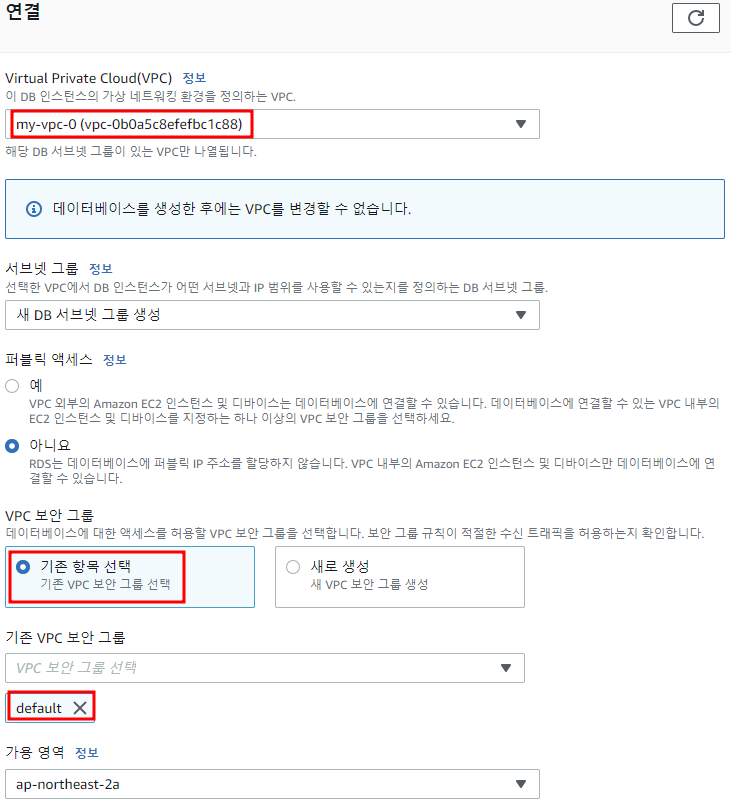 연결
Virtual Private Cloud(VPC) 정보
이 DB 인스턴스의 가상 네트워킹 환경을 정의하는 VPC.
my-vpc-0 (vpc-0b0a5c8efefbc1c88)
해당 DB 서브넷 그룹이 있는 VPC만 나열됩니다.
데이터베이스를 생성한 후에는 VPC를 변경할 수 없습니다.
서브넷 그룹 정보
선택한 VPC에서 DB 인스턴스가 어떤 서브넷과 IP 범위를 사용할 수 있는지를 정의하는 DB 서브넷 그룹.
새 DB 서브넷 그룹 생성
퍼블릭 액세스 정보
예
VPC 외부의 Amazon EC2 인스턴스 및 디바이스는 데이터베이스에 연결할 수 있습니다. 데이터베이스에 연결할 수 있는 VPC 내부의
EC2 인스턴스 및 디바이스를 지정하는 하나 이상의 VPC 보안 그룹을 선택하세요.
아니요
RDS는 데이터베이스에 퍼블릭 IP 주소를 할당하지 않습니다. VPC 내부의 Amazon EC2 인스턴스 및 디바이스만 데이터베이스에 연
결할 수 있습니다.
VPC 보안 그룹
데이터베이스에 대한 액세스를 허용할 VPC 보안 그룹을 선택합니다. 보안 그룹 규칙이 적절한 수신 트래픽을 허용하는지 확인합니다.
기존 항목 선택
기존 VPC 보안 그룹 선택
새로 생성
새 VPC 보안 그룹 생성
기존 VPC 보안 그룹
VPC 보안 그룹 선택
default
가용 영역 정보
ap-northeast-2a